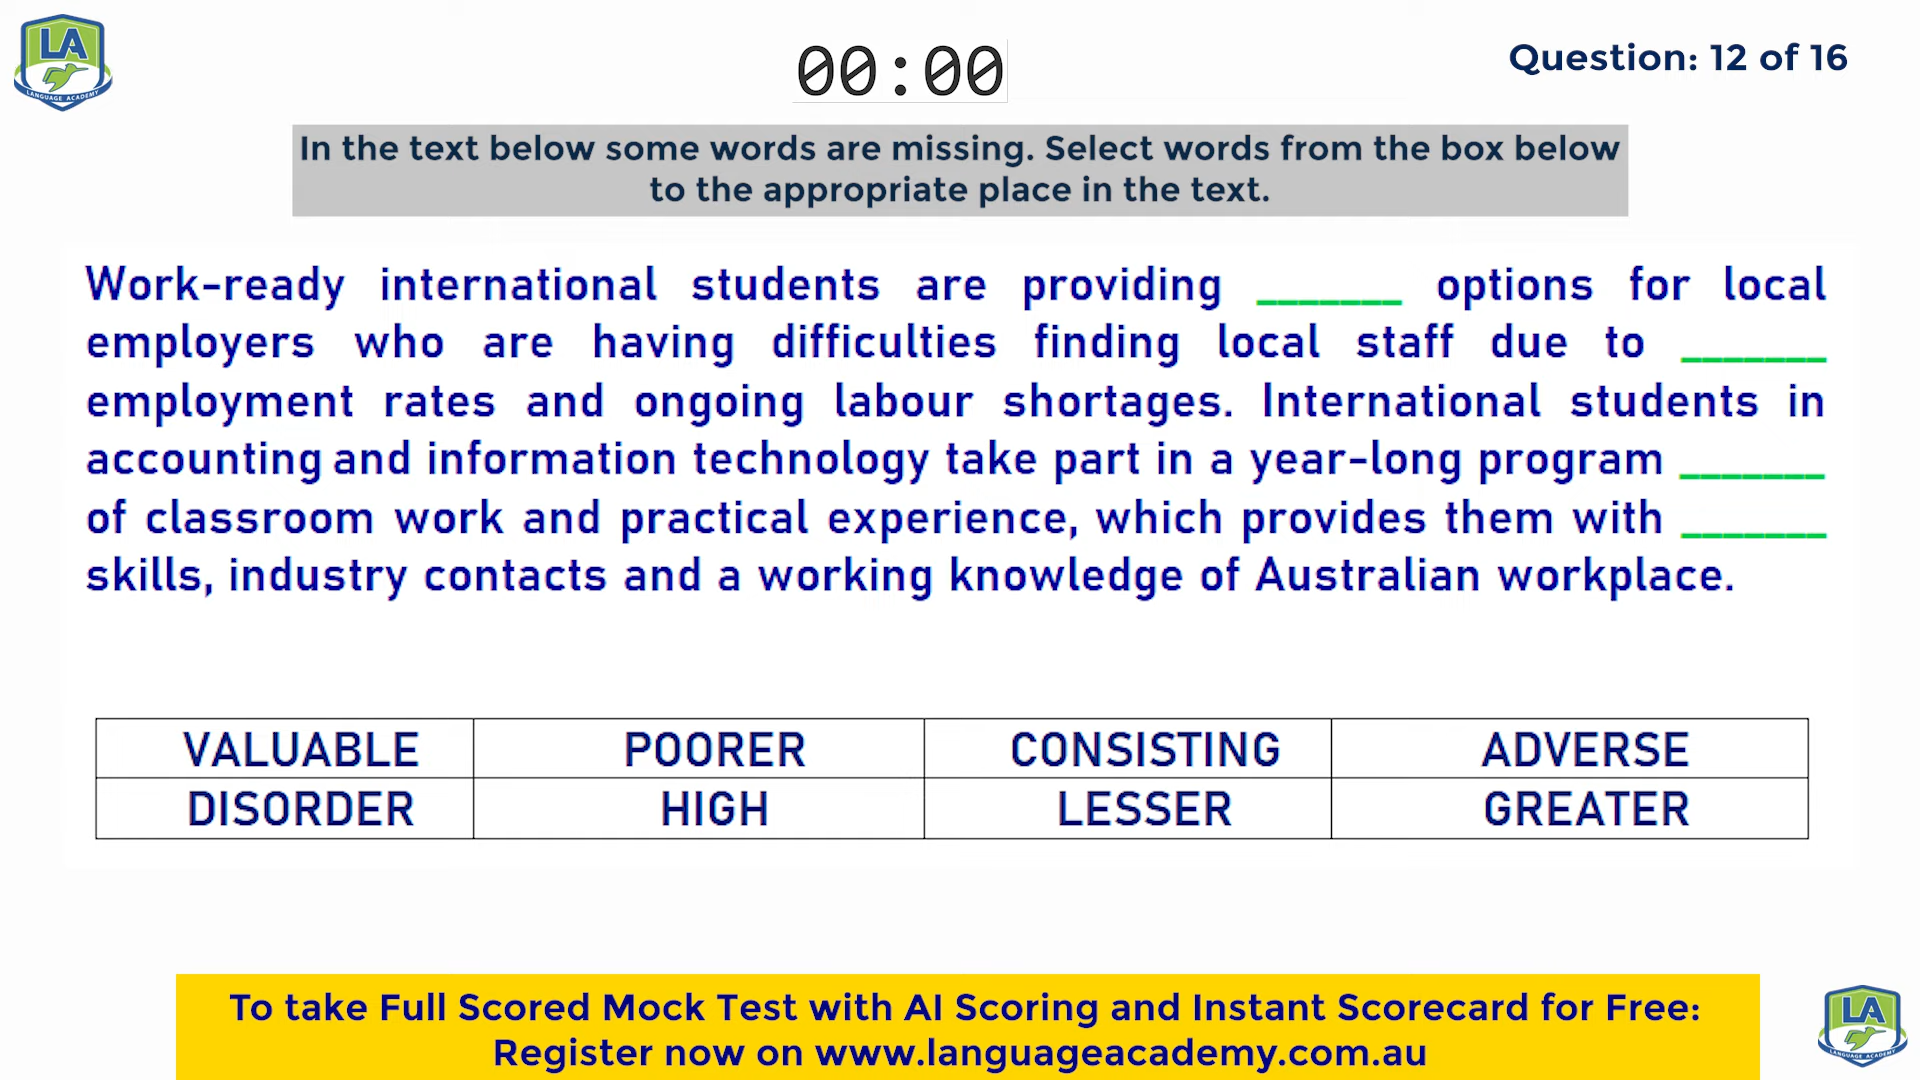 LA
LANGUAGE ACADEMY
00:00
Question: 12 of 16
In the text below some words are missing. Select words from the box below
to the appropriate place in the text.
Work-ready international students are providing _______ options for local
employers who are having difficulties finding local staff due to _______
employment rates and ongoing labour shortages. International students in
accounting and information technology take part in a year-long program _______
of classroom work and practical experience, which provides them with _______
skills, industry contacts and a working knowledge of Australian workplace.
VALUABLE POORER CONSISTING ADVERSE
DISORDER HIGH LESSER GREATER
To take Full Scored Mock Test with AI Scoring and Instant Scorecard for Free:
Register now on www.languageacademy.com.au
LA
LANGUAGE ACADEMY